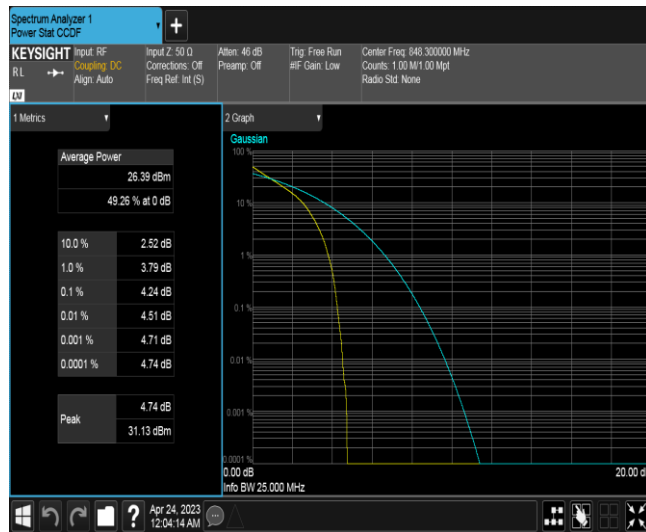 Spectrum Analyzer 1
Power Stat CCDF
+
KEYSIGHT
RL
LXI
Input: RF
Coupling: DC
Align: Auto
Input Z: 50 Ω
Corrections: Off
Freq Ref: Int (S)
Atten: 46 dB
Preamp: Off
Trig: Free Run
#IF Gain: Low
Center Freq: 848.300000 MHz
Counts: 1.00 M/1.00 Mpt
Radio Std: None
1 Metrics
Average Power
26.39 dBm
49.26 % at 0 dB
10.0 % 2.52 dB
1.0 % 3.79 dB
0.1 % 4.24 dB
0.01 % 4.51 dB
0.001 % 4.71 dB
0.0001 % 4.74 dB
Peak
4.74 dB
31.13 dBm
2 Graph
Gaussian
100 %
10 %
1 %
0.1 %
0.01 %
0.001 %
0.0001 %
0.00 dB
20.00 d
Info BW 25.000 MHz
?
Apr 24, 2023
12:04:14 AM